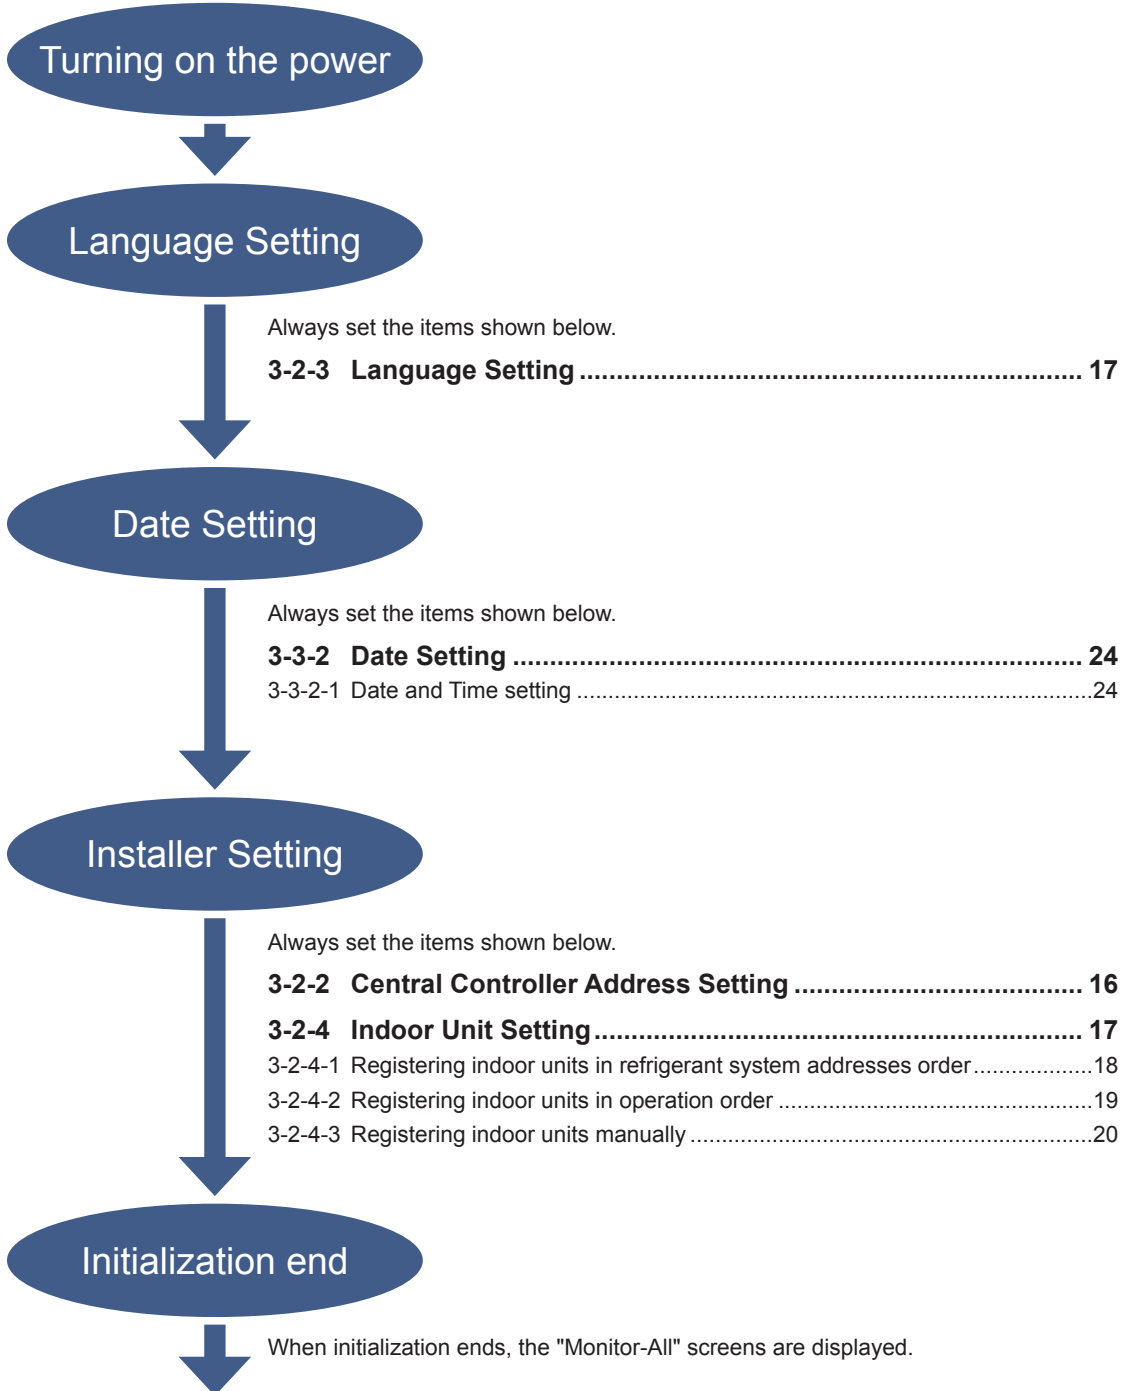 Turning on the power
Language Setting
Always set the items shown below.
3-2-3 Language Setting ..................................................................... 17
Date Setting
Always set the items shown below.
3-3-2 Date Setting .............................................................................. 24
3-3-2-1 Date and Time setting ..................................................................................24
Installer Setting
Always set the items shown below.
3-2-2 Central Controller Address Setting ....................................... 16
3-2-4 Indoor Unit Setting................................................................... 17
3-2-4-1 Registering indoor units in refrigerant system addresses order...................18
3-2-4-2 Registering indoor units in operation order ..................................................19
3-2-4-3 Registering indoor units manually ................................................................20
Initialization end
When initialization ends, the "Monitor-All" screens are displayed.